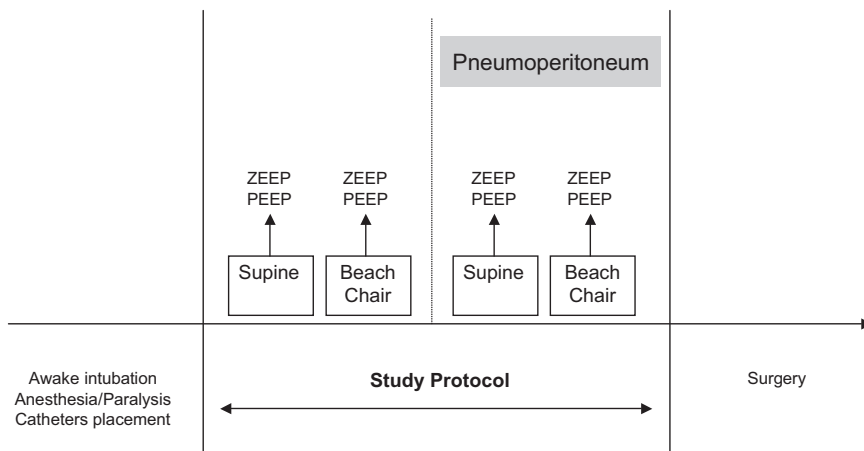 Pneumoperitoneum
ZEEP
PEEP
ZEEP
PEEP
ZEEP
PEEP
ZEEP
PEEP
Supine
Beach
Chair
Supine
Beach
Chair
Awake intubation
Anesthesia/Paralysis
Catheters placement
Study Protocol
Surgery